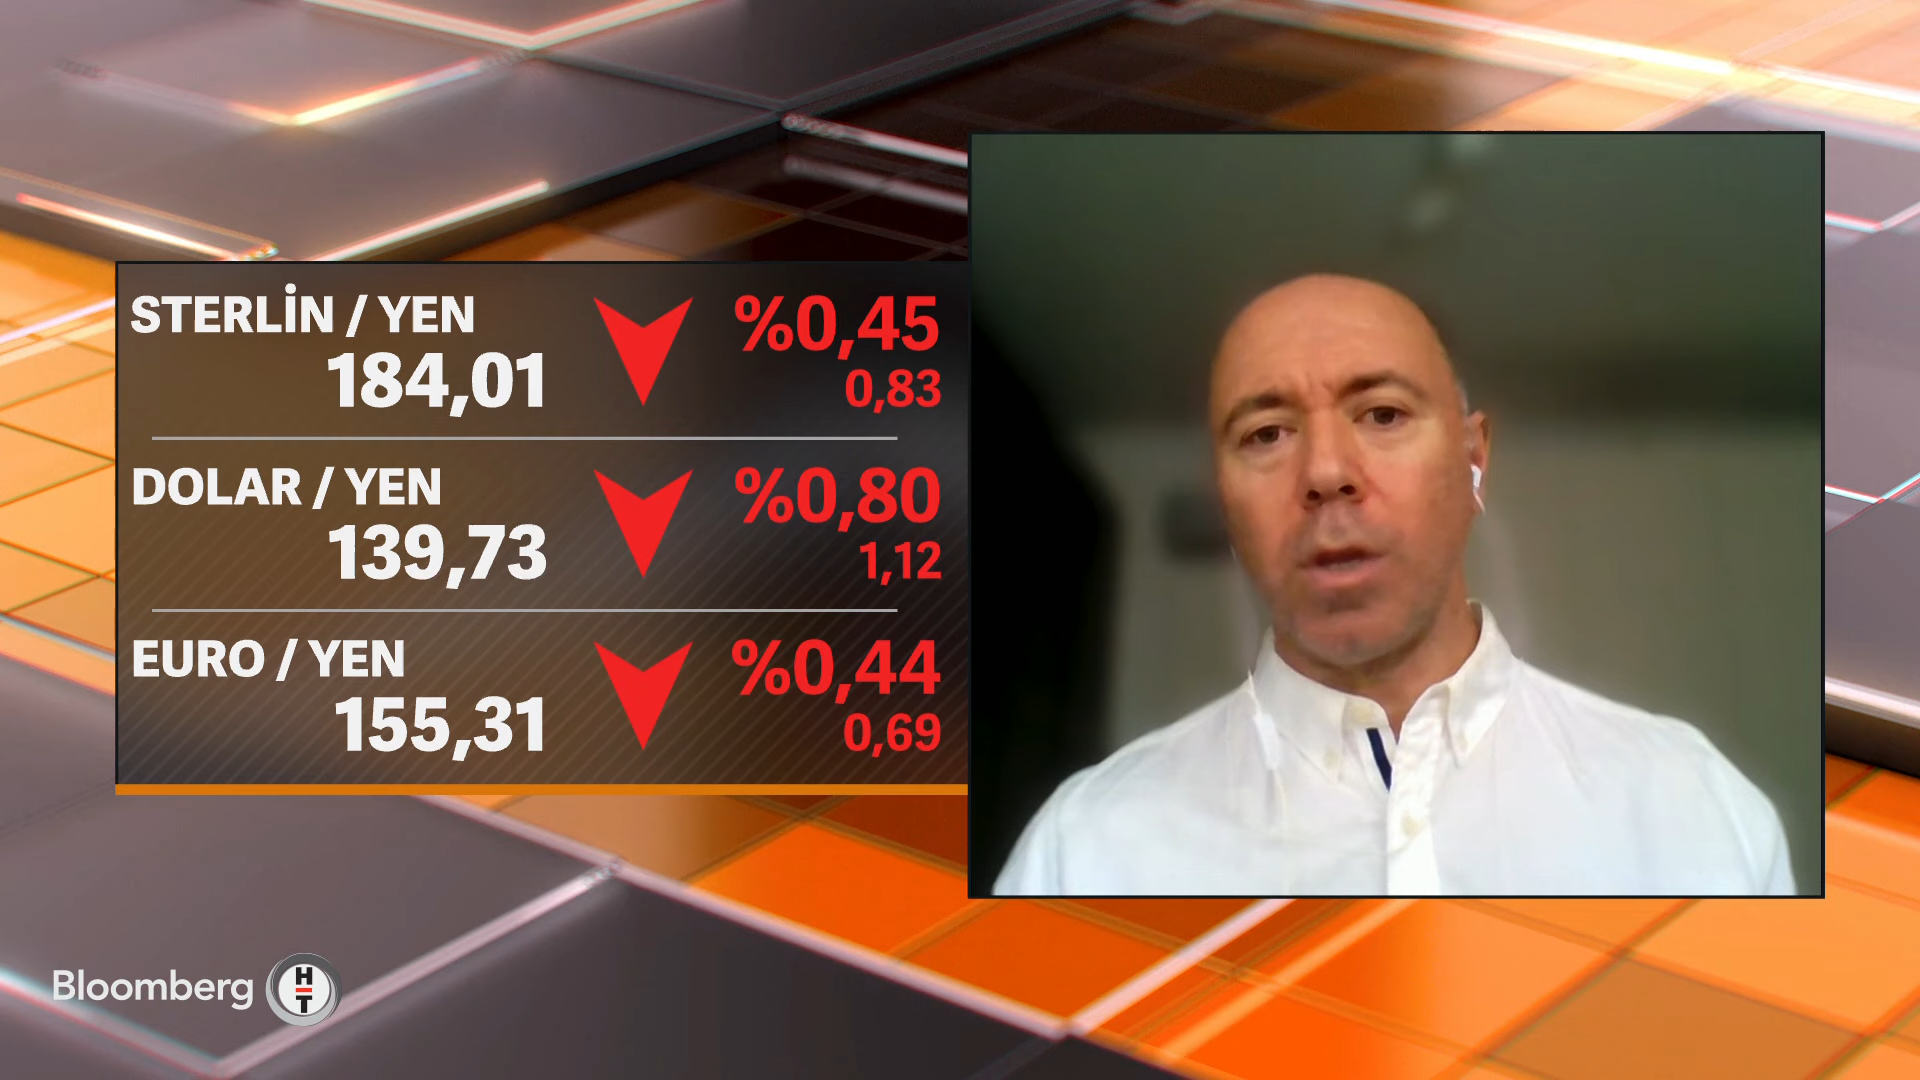 STERLİN / YEN
184,01
%0,45
0,83
DOLAR / YEN
139,73
%0,80
1,12
EURO / YEN
155,31
%0,44
0,69
Bloomberg HT